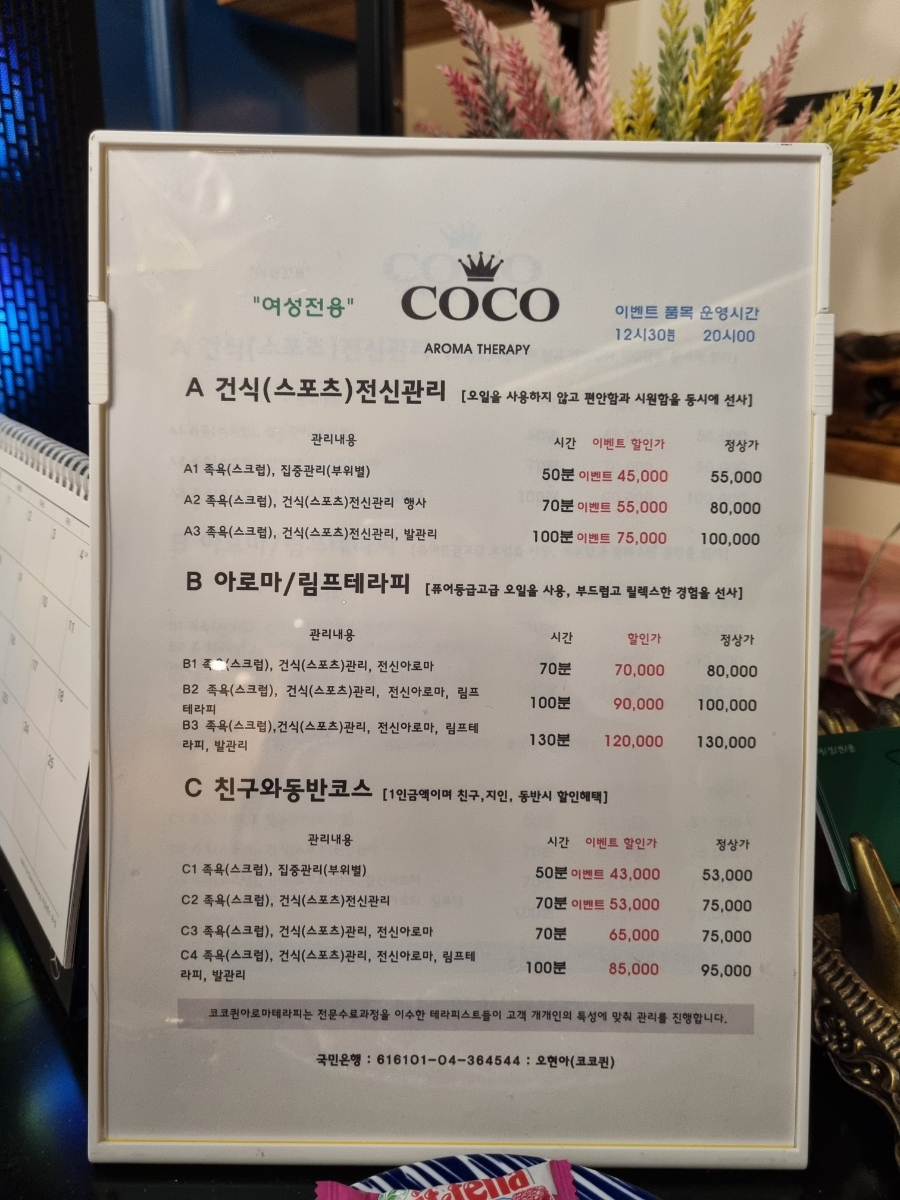 "여성전용"
COCO
AROMA THERAPY
이벤트 품목 운영시간
12시30분 20시00
A 건식(스포츠)전신관리 [오일을 사용하지 않고 편안함과 시원함을 동시에 선사]
관리내용 시간 이벤트 할인가 정상가
A1 족욕(스크럽), 집중관리(부위별) 50분 이벤트 45,000 55,000
A2 족욕(스크럽), 건식(스포츠)전신관리 행사 70분 이벤트 55,000 80,000
A3 족욕(스크럽), 건식(스포츠)전신관리, 발관리 100분 이벤트 75,000 100,000
B 아로마/림프테라피 [퓨어등급고급 오일을 사용, 부드럽고 릴렉스한 경험을 선사]
관리내용 시간 할인가 정상가
B1 족욕(스크럽), 건식(스포츠)관리, 전신아로마 70분 70,000 80,000
B2 족욕(스크럽), 건식(스포츠)관리, 전신아로마, 림프
테라피 100분 90,000 100,000
B3 족욕(스크럽),건식(스포츠)관리, 전신아로마, 림프테
라피, 발관리 130분 120,000 130,000
C 친구와동반코스 [1인금액이며 친구,지인, 동반시 할인혜택]
관리내용 시간 이벤트 할인가 정상가
C1 족욕(스크럽), 집중관리(부위별) 50분 이벤트 43,000 53,000
C2 족욕(스크럽), 건식(스포츠)전신관리 70분 이벤트 53,000 75,000
C3 족욕(스크럽), 건식(스포츠)관리, 전신아로마 70분 65,000 75,000
C4 족욕(스크럽), 건식(스포츠)관리, 전신아로마, 림프테
라피, 발관리 100분 85,000 95,000
코코퀸아로마테라피는 전문수료과정을 이수한 테라피스트들이 고객 개개인의 특성에 맞춰 관리를 진행합니다.
국민은행 : 616101-04-364544 : 오현아(코코퀸)